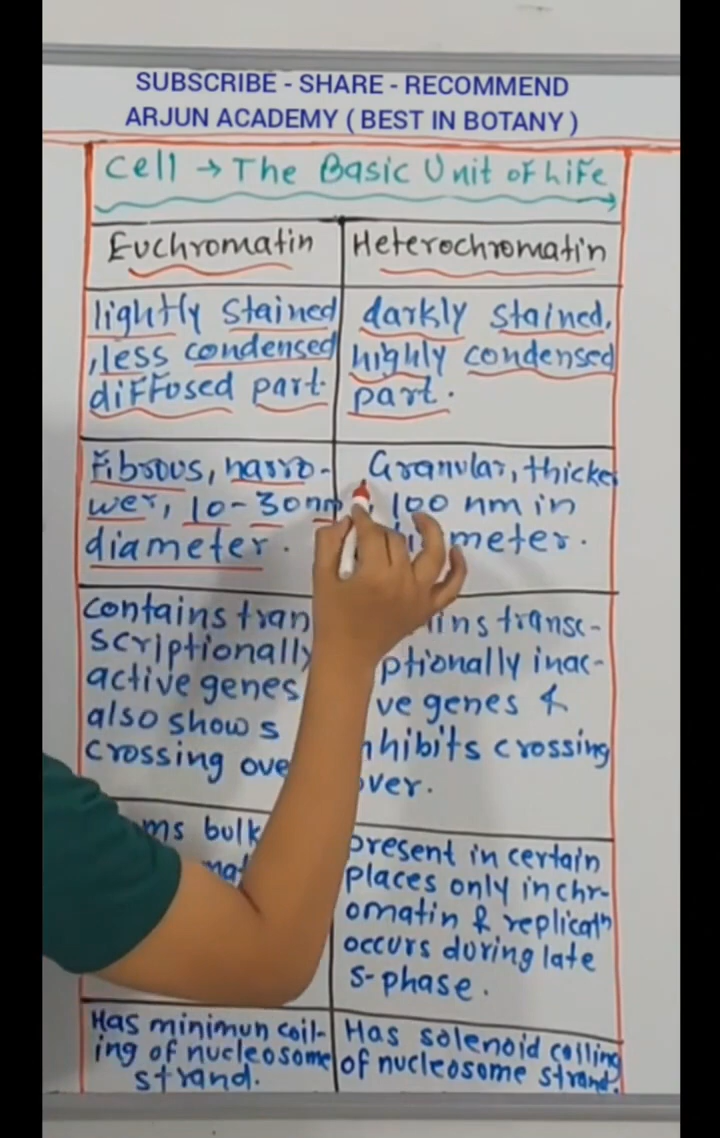 SUBSCRIBE - SHARE - RECOMMEND
ARJUN ACADEMY ( BEST IN BOTANY )
Cell → The Basic Unit of Life
Euchromatin
Heterochromatin
lightly stained
, less condensed
diffused part.
darkly stained,
highly condensed
part.
Fibrous, narro-
wer, 10-30nm
diameter.
Granular, thicker
100 nm in
meter.
contains tran
scriptionally
active genes
also shows
crossing ove
ins transc-
ptionally inac-
ve genes &
nhibits crossing
over.
ms bulk
present in certain
places only in chr-
omatin & replicatn
occurs during late
S-phase.
Has minimun coil-
ing of nucleosome
strand.
Has solenoid coiling
of nucleosome strand.